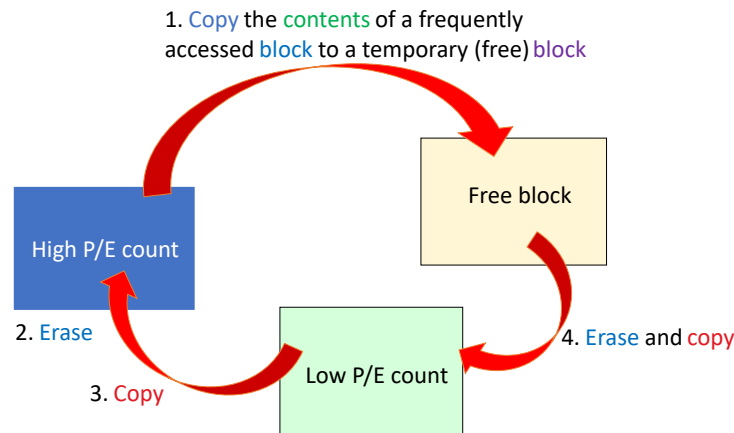 1. Copy the contents of a frequently
accessed block to a temporary (free) block
Free block
High P/E count
2. Erase
4. Erase and copy
Low P/E count
3. Copy